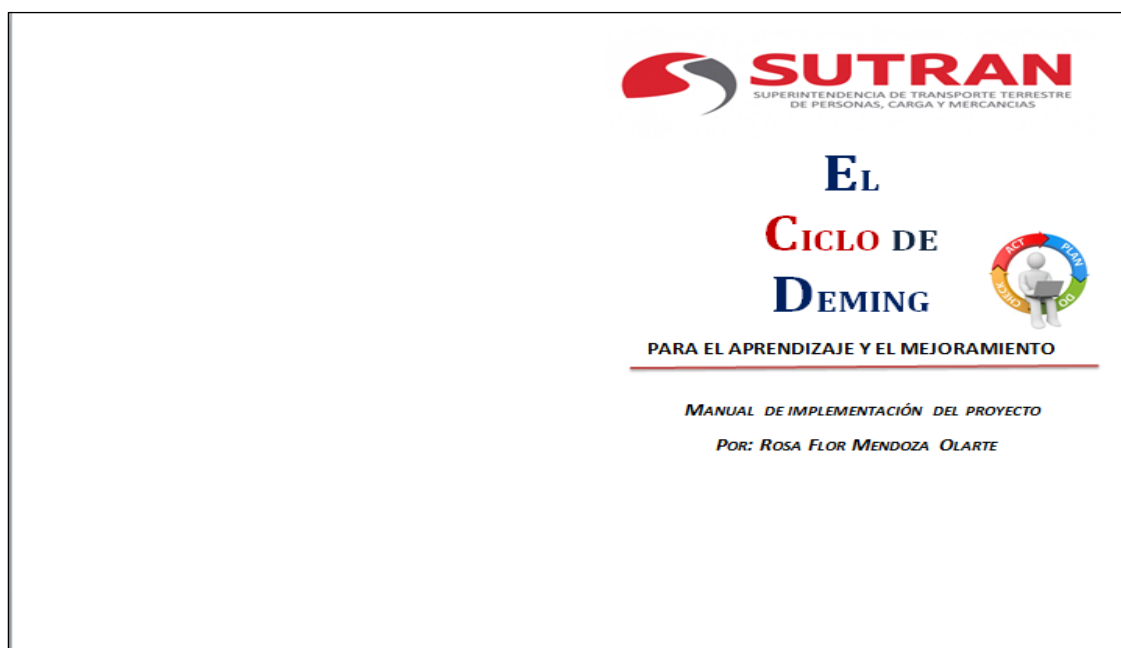 SUTRAN
SUPERINTENDENCIA DE TRANSPORTE TERRESTRE
DE PERSONAS, CARGA Y MERCANCIAS
EL
CICLO DE
DEMING
ACT
PLAN
DO
CHECK
PARA EL APRENDIZAJE Y EL MEJORAMIENTO
MANUAL DE IMPLEMENTACIÓN DEL PROYECTO
POR: ROSA FLOR MENDOZA OLARTE